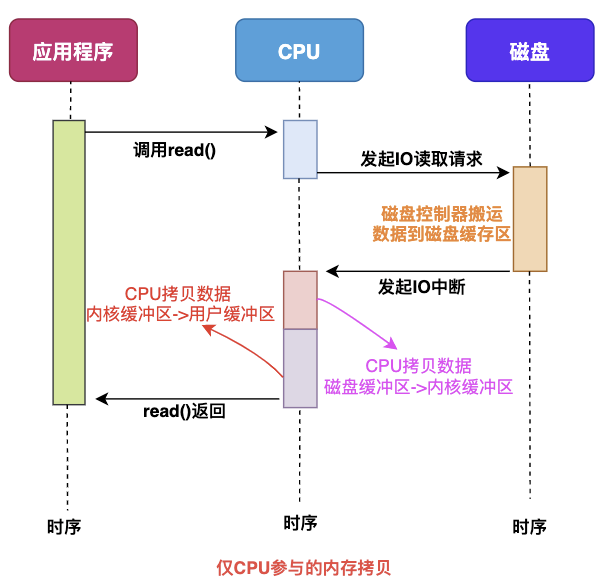 应用程序
CPU
磁盘
调用read()
发起IO读取请求
磁盘控制器搬运
数据到磁盘缓存区
发起IO中断
CPU拷贝数据
内核缓冲区->用户缓冲区
CPU拷贝数据
磁盘缓冲区->内核缓冲区
read()返回
时序
时序
时序
仅CPU参与的内存拷贝